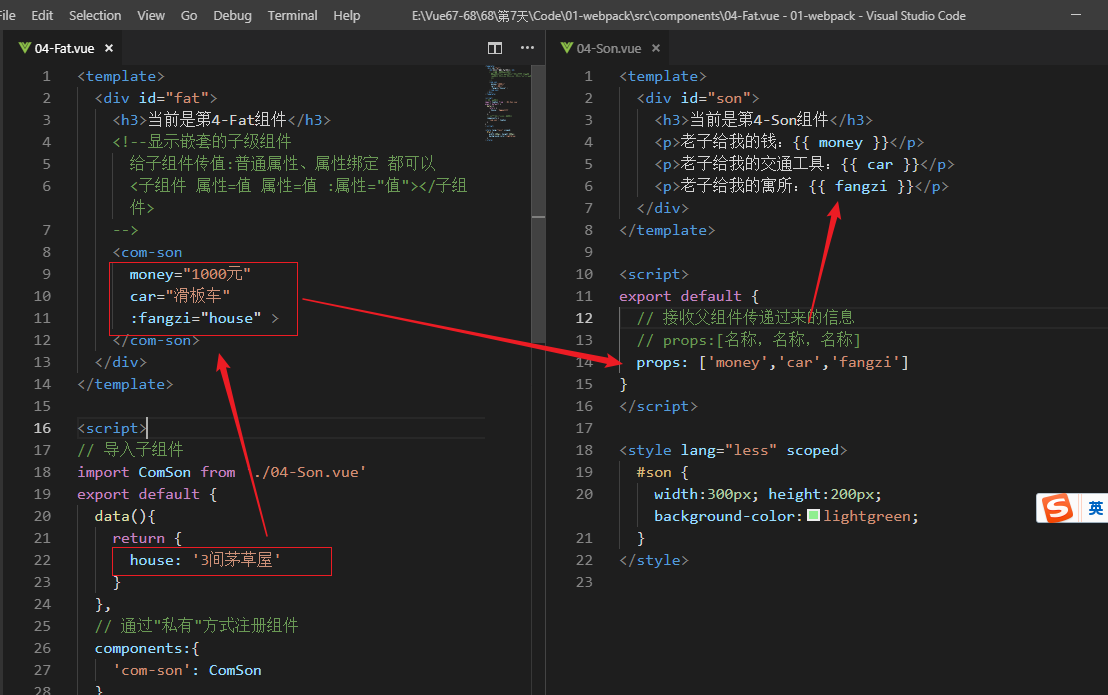 File Edit Selection View Go Debug Terminal Help E:\Vue67-68\68\第7天\Code\01-webpack\src\components\04-Fat.vue - 01-webpack - Visual Studio Code
04-Fat.vue ×
1 <template>
2 <div id="fat">
3 <h3>当前是第4-Fat组件</h3>
4 <!--显示嵌套的子级组件
5 给子组件传值:普通属性、属性绑定 都可以
6 <子组件 属性=值 属性=值 :属性="值"></子组
件>
7 -->
8 <com-son
9 money="1000元"
10 car="滑板车"
11 :fangzi="house" >
12 </com-son>
13 </div>
14 </template>
15
16 <script>
17 // 导入子组件
18 import ComSon from './04-Son.vue'
19 export default {
20 data(){
21 return {
22 house: '3间茅草屋'
23 }
24 },
25 // 通过"私有"方式注册组件
26 components:{
27 'com-son': ComSon
28 }
04-Son.vue ×
1 <template>
2 <div id="son">
3 <h3>当前是第4-Son组件</h3>
4 <p>老子给我的钱：{{ money }}</p>
5 <p>老子给我的交通工具：{{ car }}</p>
6 <p>老子给我的寓所：{{ fangzi }}</p>
7 </div>
8 </template>
9
10 <script>
11 export default {
12 // 接收父组件传递过来的信息
13 // props:[名称，名称，名称]
14 props: ['money','car','fangzi']
15 }
16 </script>
17
18 <style lang="less" scoped>
19 #son {
20 width:300px; height:200px;
background-color:lightgreen;
21 }
22 </style>
23
S 英